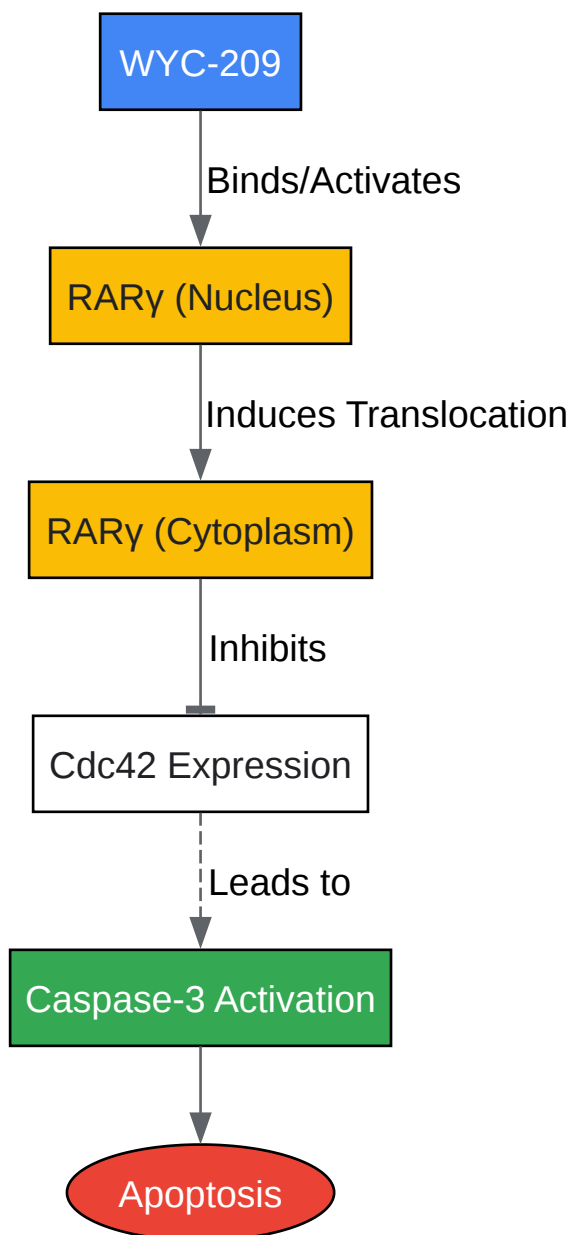 WYC-209
Binds/Activates
RARγ (Nucleus)
Induces Translocation
RARγ (Cytoplasm)
Inhibits
Cdc42 Expression
Leads to
Caspase-3 Activation
Apoptosis